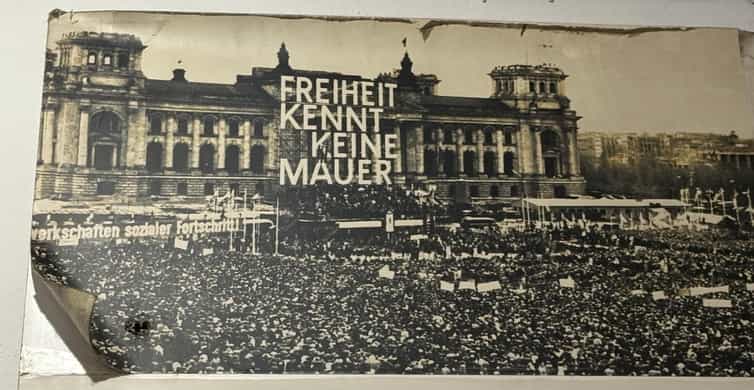 FREIHEIT
KENNT
KEINE
MAUER
werkschaften sozialer Fortschritt!